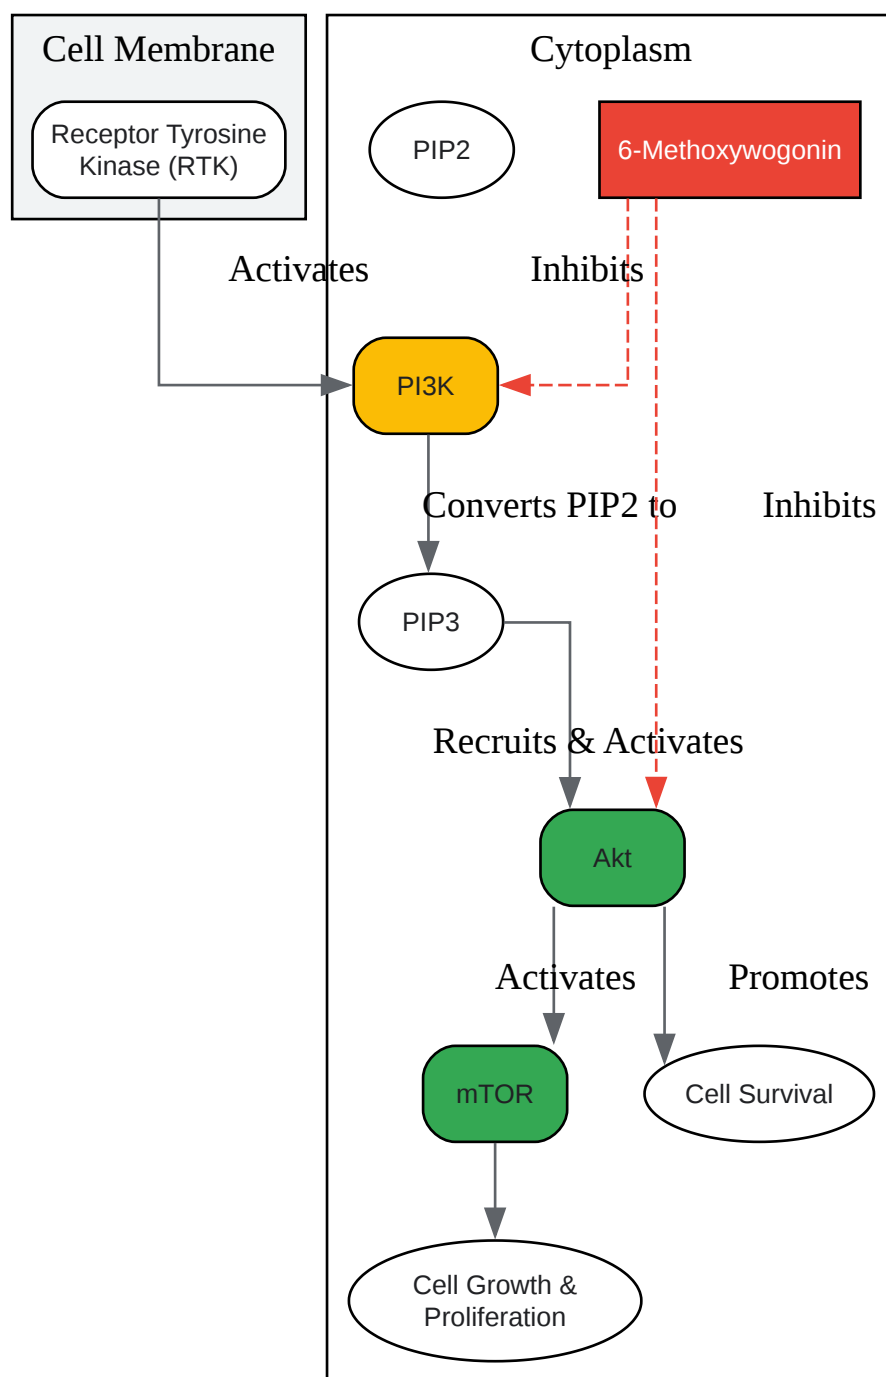 Cell Membrane
Cytoplasm
Receptor Tyrosine
Kinase (RTK)
PIP2
6-Methoxywogonin
Activates
Inhibits
PI3K
Converts PIP2 to
Inhibits
PIP3
Recruits & Activates
Akt
Activates
Promotes
mTOR
Cell Survival
Cell Growth &
Proliferation